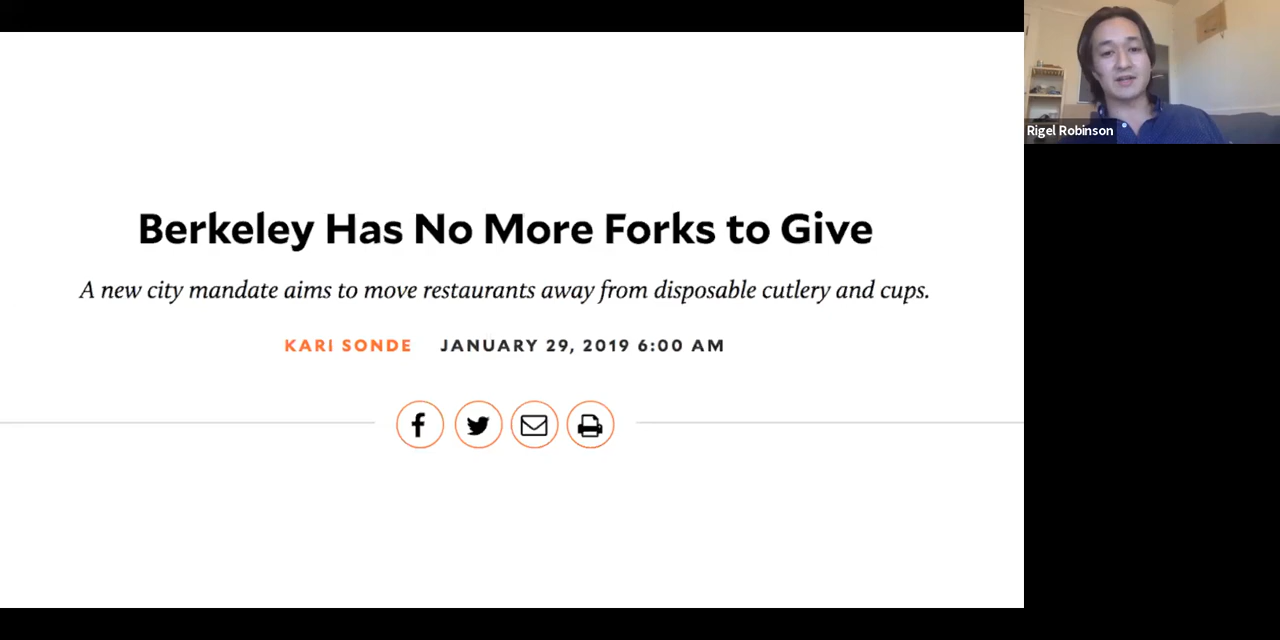 Berkeley Has No More Forks to Give
A new city mandate aims to move restaurants away from disposable cutlery and cups.
KARI SONDE JANUARY 29, 2019 6:00 AM
Rigel Robinson